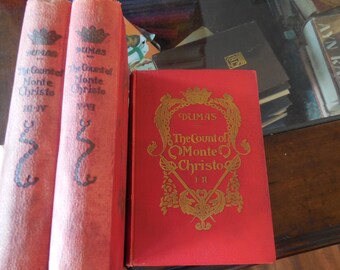 DUMAS
The Count of
Monte
Christo
III-IV
DUMAS
The Count of
Monte
Christo
V-VI
DUMAS
The Count of
Monte
Christo
I-II